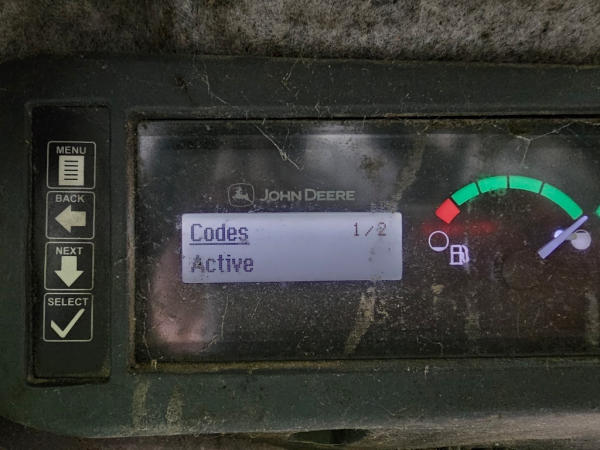 MENU
BACK
NEXT
SELECT
JOHN DEERE
Codes 1/2
Active